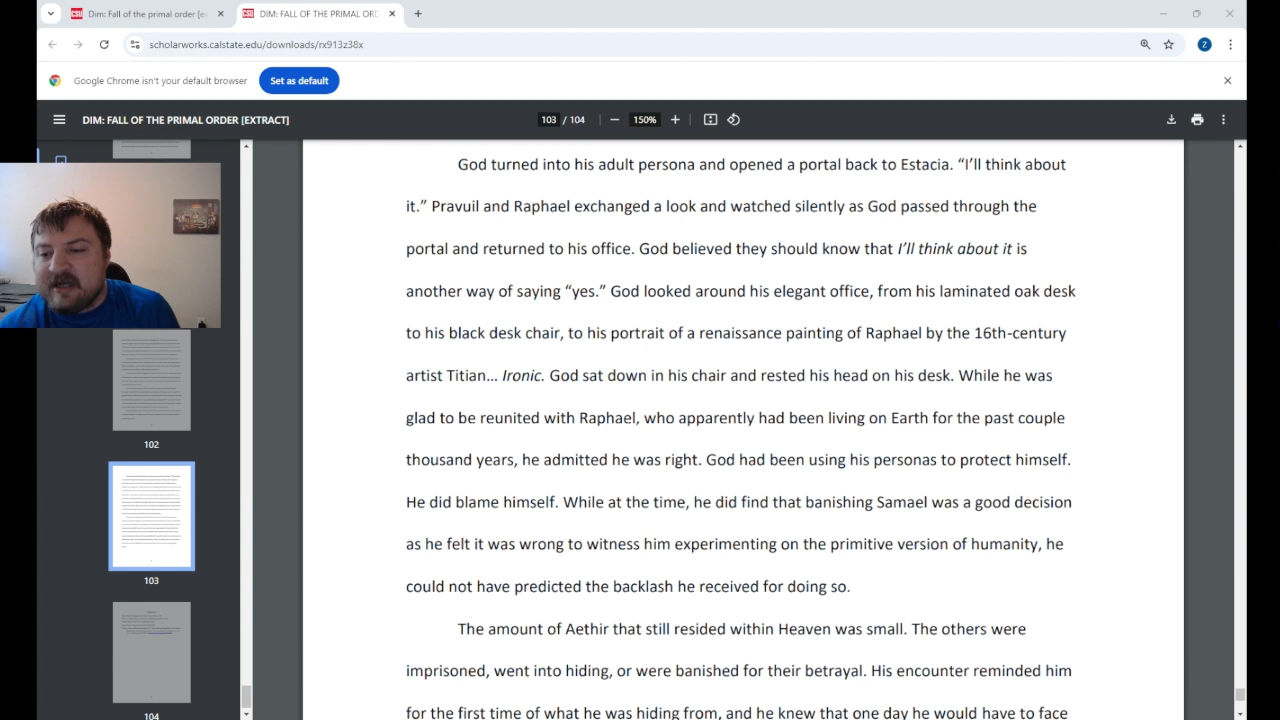 Dim: Fall of the primal order [e
DIM: FALL OF THE PRIMAL ORD
scholarworks.calstate.edu/downloads/rx913z38x
Z
Google Chrome isn't your default browser
Set as default
DIM: FALL OF THE PRIMAL ORDER [EXTRACT]
103 / 104
150%
God turned into his adult persona and opened a portal back to Estacia. “I’ll think about
it.” Pravuil and Raphael exchanged a look and watched silently as God passed through the
portal and returned to his office. God believed they should know that I’ll think about it is
another way of saying “yes.” God looked around his elegant office, from his laminated oak desk
to his black desk chair, to his portrait of a renaissance painting of Raphael by the 16th-century
artist Titian... Ironic. God sat down in his chair and rested his head on his desk. While he was
glad to be reunited with Raphael, who apparently had been living on Earth for the past couple
thousand years, he admitted he was right. God had been using his personas to protect himself.
He did blame himself. While at the time, he did find that banishing Samael was a good decision
as he felt it was wrong to witness him experimenting on the primitive version of humanity, he
could not have predicted the backlash he received for doing so.
The amount of Aethir that still resided within Heaven was small. The others were
imprisoned, went into hiding, or were banished for their betrayal. His encounter reminded him
for the first time of what he was hiding from, and he knew that one day he would have to face
102
103
104